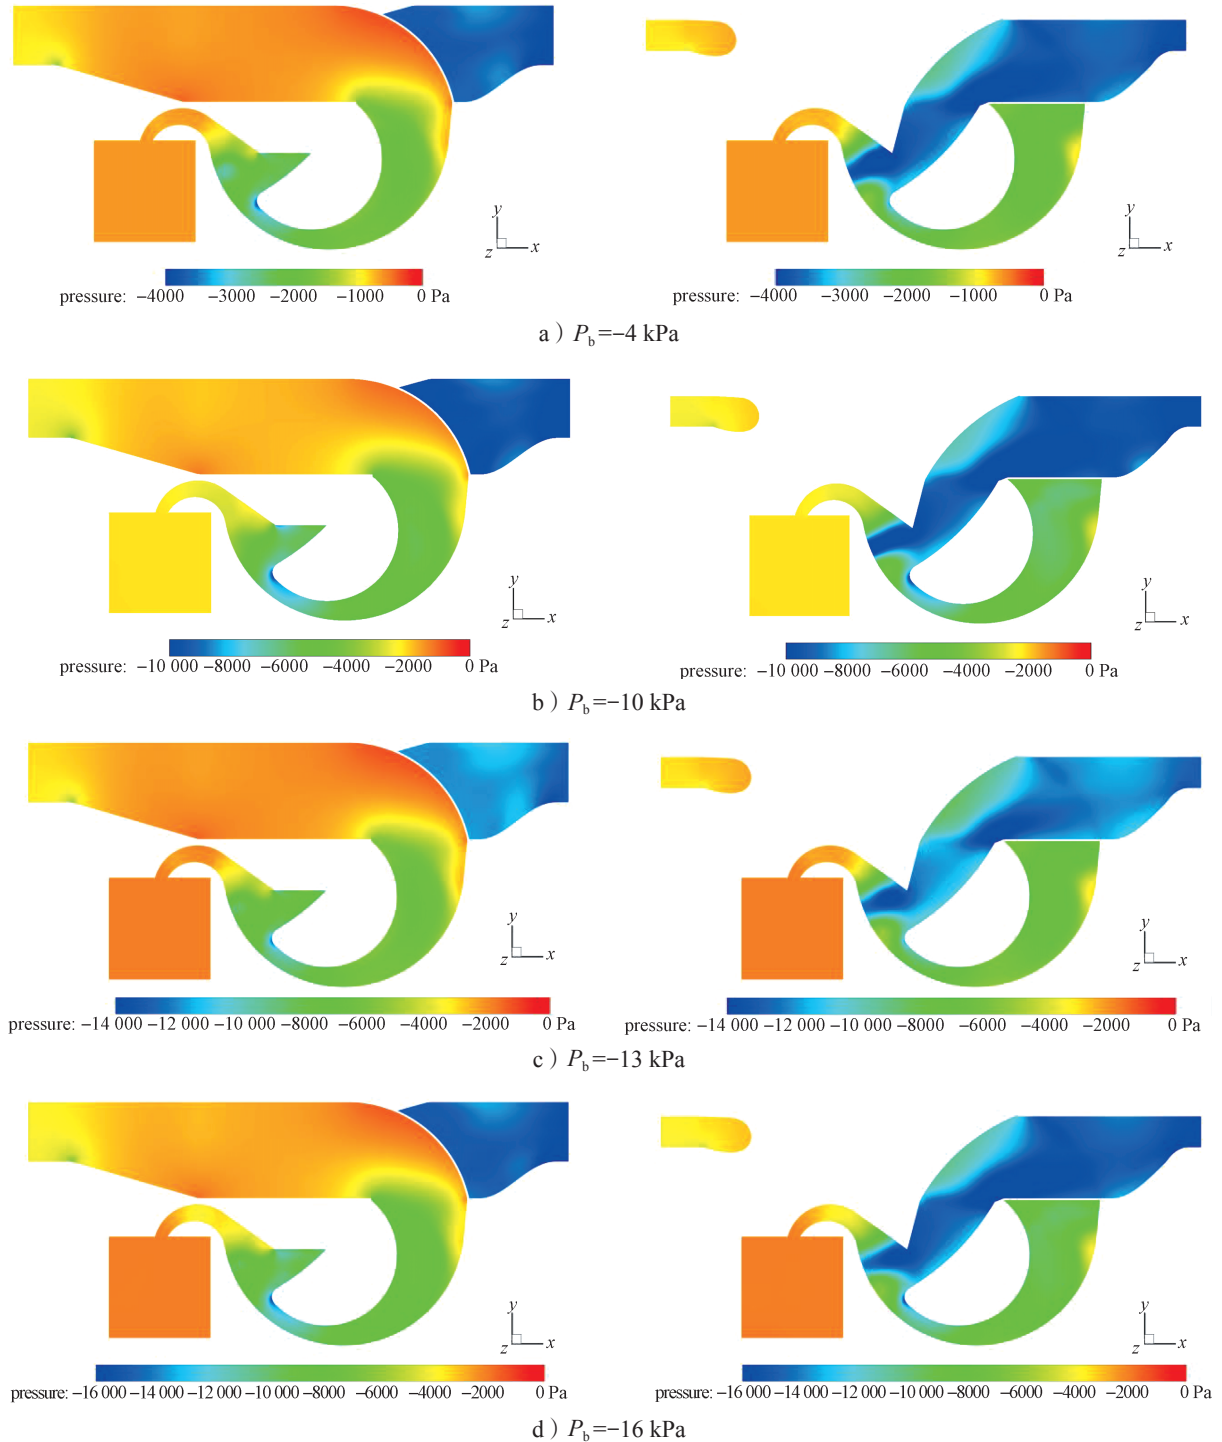 y
z x
y
z x
pressure: −4000 −3000 −2000 −1000 0 Pa
pressure: −4000 −3000 −2000 −1000 0 Pa
a）Pb=−4 kPa
y
z x
y
z x
pressure: −10 000 −8000 −6000 −4000 −2000 0 Pa
pressure: −10 000 −8000 −6000 −4000 −2000 0 Pa
b）Pb=−10 kPa
y
z x
y
z x
pressure: −14 000 −12 000 −10 000 −8000 −6000 −4000 −2000 0 Pa
pressure: −14 000 −12 000 −10 000 −8000 −6000 −4000 −2000 0 Pa
c）Pb=−13 kPa
y
z x
y
z x
pressure: −16 000 −14 000 −12 000 −10 000 −8000 −6000 −4000 −2000 0 Pa
pressure: −16 000 −14 000 −12 000 −10 000 −8000 −6000 −4000 −2000 0 Pa
d）Pb=−16 kPa